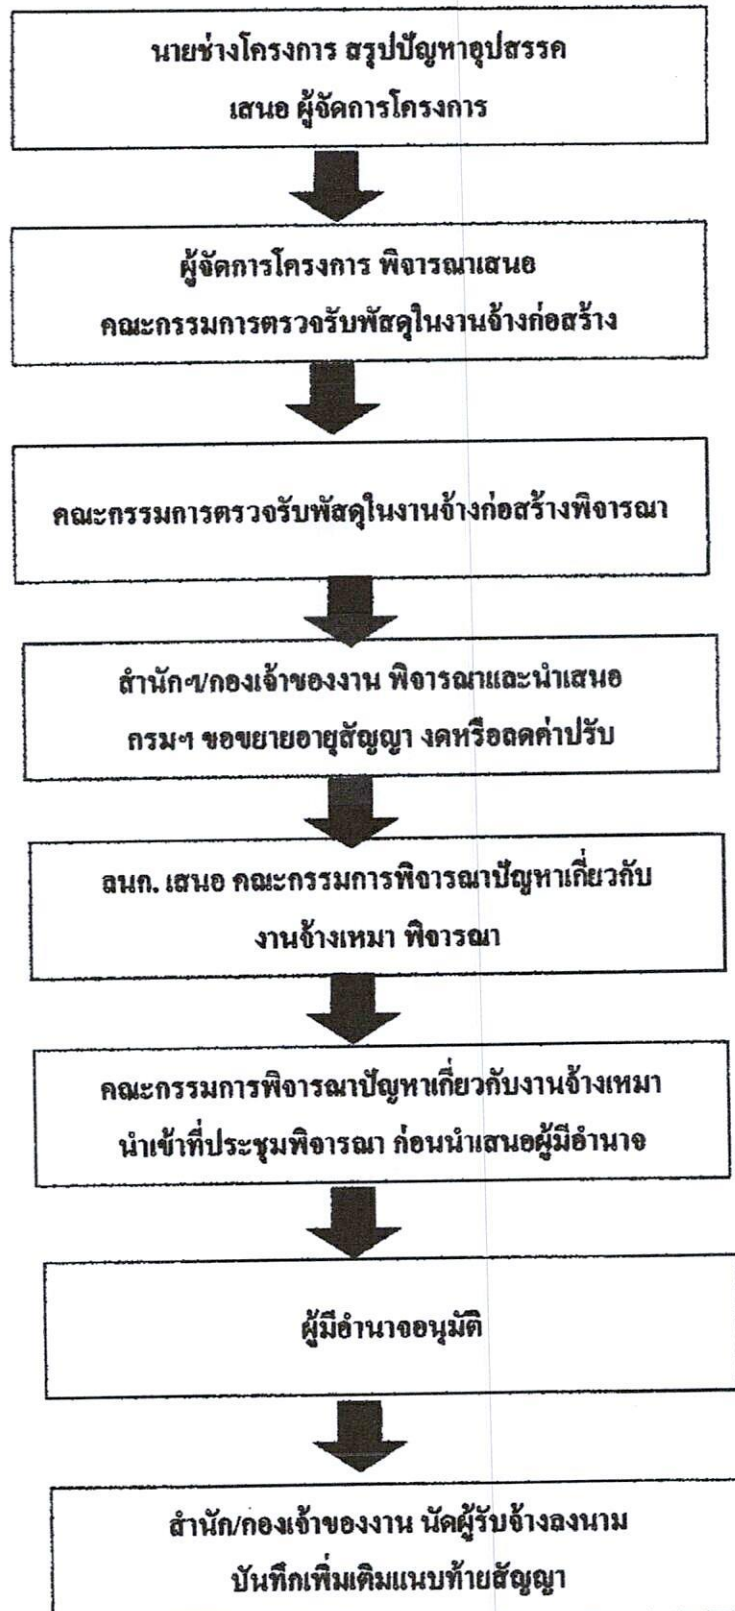 นายช่างโครงการ สรุปปัญหาอุปสรรค
เสนอ ผู้จัดการโครงการ
ผู้จัดการโครงการ พิจารณาเสนอ
คณะกรรมการตรวจรับพัสดุในงานจ้างก่อสร้าง
คณะกรรมการตรวจรับพัสดุในงานจ้างก่อสร้างพิจารณา
สำนักฯ/กองเจ้าของงาน พิจารณาและนำเสนอ
กรมฯ ขอขยายอายุสัญญา งดหรือลดค่าปรับ
ลนก. เสนอ คณะกรรมการพิจารณาปัญหาเกี่ยวกับ
งานจ้างเหมา พิจารณา
คณะกรรมการพิจารณาปัญหาเกี่ยวกับงานจ้างเหมา
นำเข้าที่ประชุมพิจารณา ก่อนนำเสนอผู้มีอำนาจ
ผู้มีอำนาจอนุมัติ
สำนัก/กองเจ้าของงาน นัดผู้รับจ้างลงนาม
บันทึกเพิ่มเติมแนบท้ายสัญญา